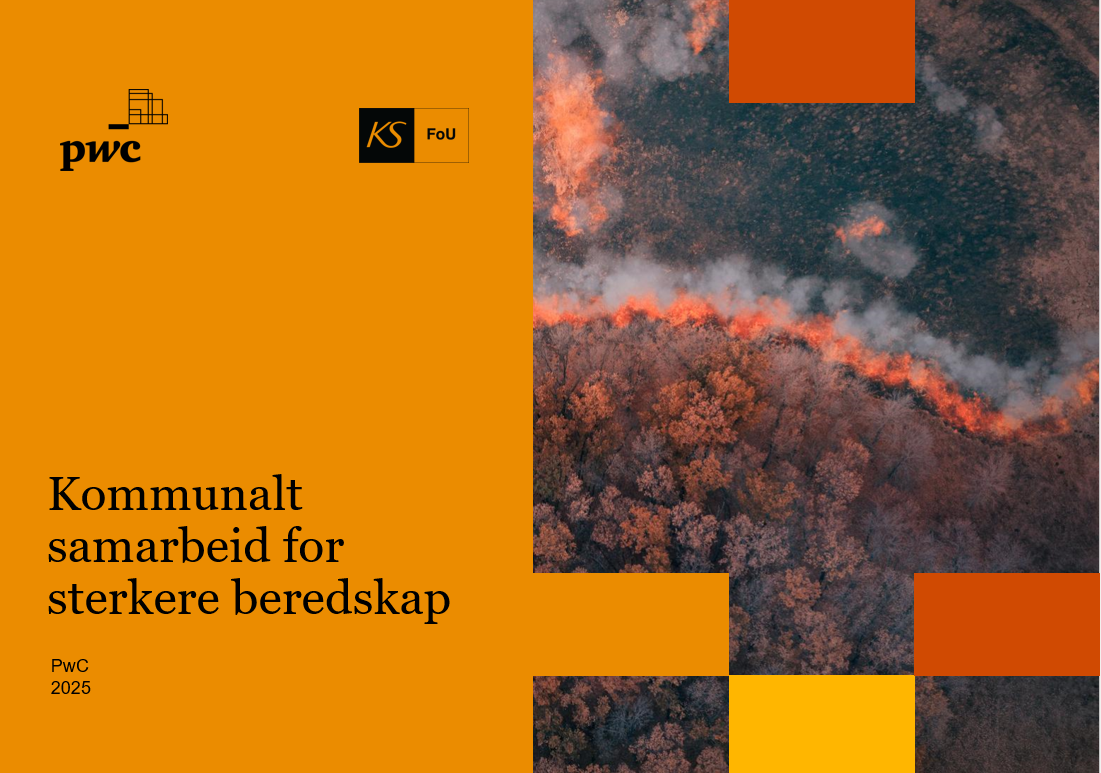 pwc
KS
FoU
Kommunalt
samarbeid for
sterkere beredskap
PwC
2025